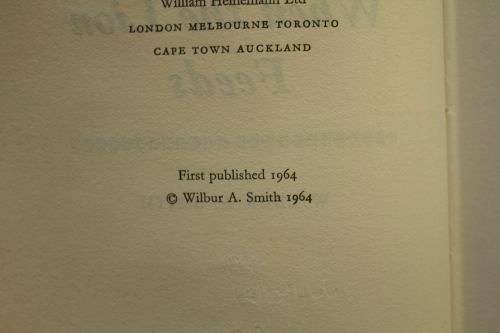 William Heinemann Ltd
LONDON MELBOURNE TORONTO
CAPE TOWN AUCKLAND
First published 1964
© Wilbur A. Smith 1964